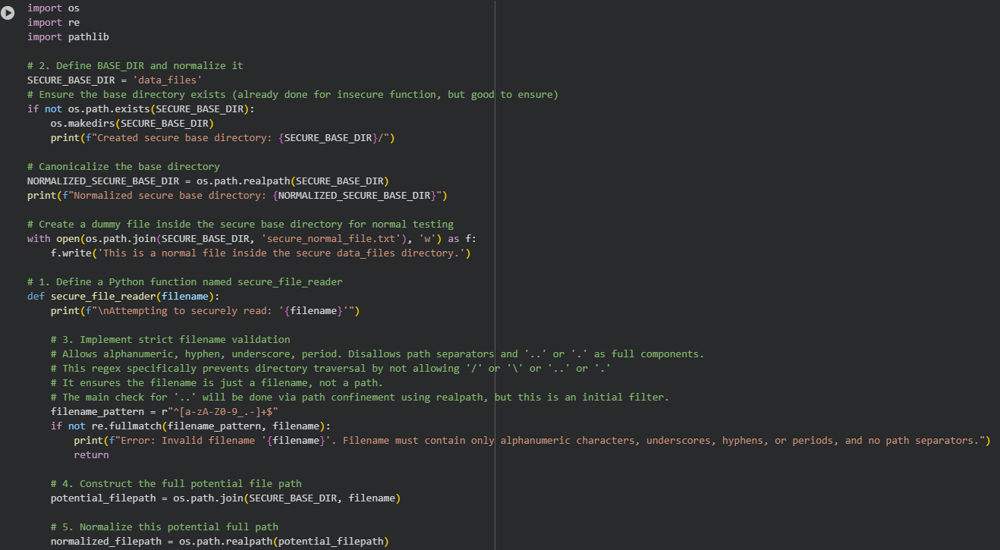 import os
import re
import pathlib
# 2. Define BASE_DIR and normalize it
SECURE_BASE_DIR = 'data_files'
# Ensure the base directory exists (already done for insecure function, but good to ensure)
if not os.path.exists(SECURE_BASE_DIR):
    os.makedirs(SECURE_BASE_DIR)
    print(f"Created secure base directory: {SECURE_BASE_DIR}/")
# Canonicalize the base directory
NORMALIZED_SECURE_BASE_DIR = os.path.realpath(SECURE_BASE_DIR)
print(f"Normalized secure base directory: {NORMALIZED_SECURE_BASE_DIR}")
# Create a dummy file inside the secure base directory for normal testing
with open(os.path.join(SECURE_BASE_DIR, 'secure_normal_file.txt'), 'w') as f:
    f.write('This is a normal file inside the secure data_files directory.')
# 1. Define a Python function named secure_file_reader
def secure_file_reader(filename):
    print(f"\nAttempting to securely read: '{filename}'")
    # 3. Implement strict filename validation
    # Allows alphanumeric, hyphen, underscore, period. Disallows path separators and '..' or '.' as full components.
    # This regex specifically prevents directory traversal by not allowing '/' or '\' or '..' or '.'
    # It ensures the filename is just a filename, not a path.
    # The main check for '..' will be done via path confinement using realpath, but this is an initial filter.
    filename_pattern = r"^[a-zA-Z0-9_.-]+$"
    if not re.fullmatch(filename_pattern, filename):
        print(f"Error: Invalid filename '{filename}'. Filename must contain only alphanumeric characters, underscores, hyphens, or periods, and no path separators.")
        return
    # 4. Construct the full potential file path
    potential_filepath = os.path.join(SECURE_BASE_DIR, filename)
    # 5. Normalize this potential full path
    normalized_filepath = os.path.realpath(potential_filepath)